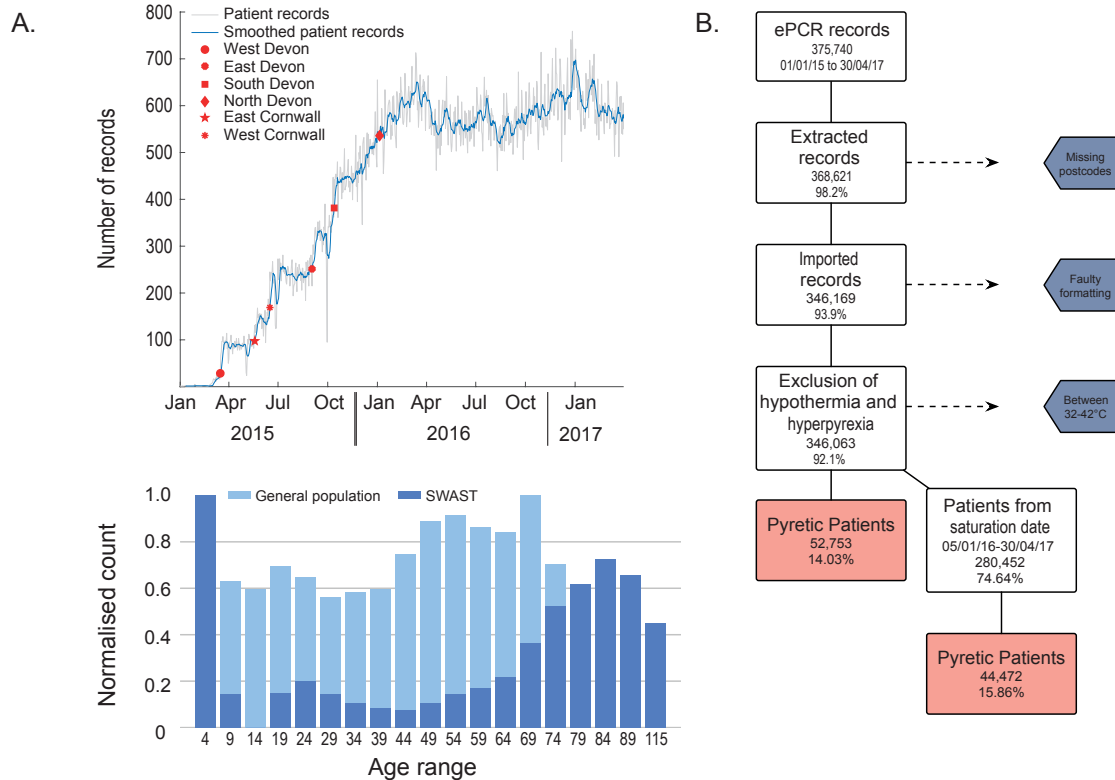 A.
800
700
600
500
400
300
200
100
Number of records
Patient records
Smoothed patient records
West Devon
East Devon
South Devon
North Devon
East Cornwall
West Cornwall
Jan Apr Jul Oct Jan Apr Jul Oct Jan
2015 2016 2017
General population SWAST
1.0
0.8
0.6
0.4
0.2
0
Normalised count
4 9 14 19 24 29 34 39 44 49 54 59 64 69 74 79 84 89 115
Age range
B.
ePCR records
375,740
01/01/15 to 30/04/17
Extracted
records
368,621
98.2%
Missing
postcodes
Imported
records
346,169
93.9%
Faulty
formatting
Exclusion of
hypothermia and
hyperpyrexia
346,063
92.1%
Between
32-42°C
Pyretic Patients
52,753
14.03%
Patients from
saturation date
05/01/16-30/04/17
280,452
74.64%
Pyretic Patients
44,472
15.86%